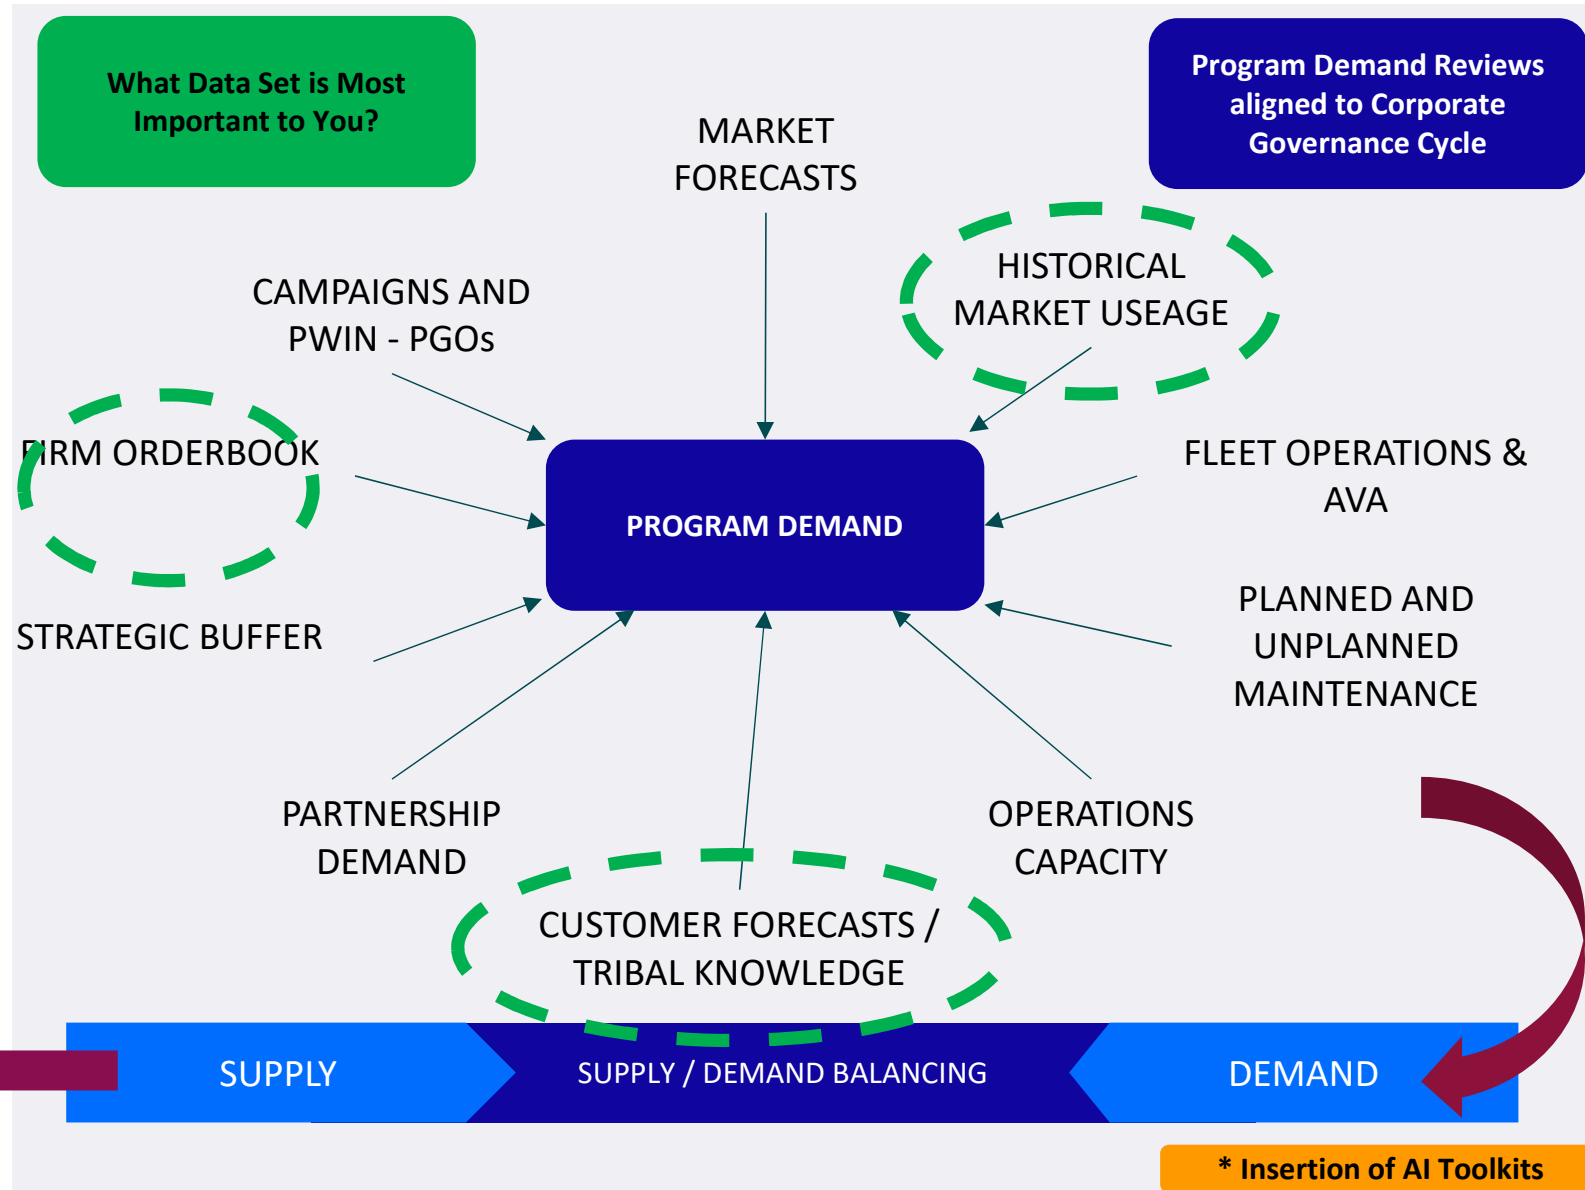 What Data Set is Most
Important to You?
Program Demand Reviews
aligned to Corporate
Governance Cycle
MARKET
FORECASTS
HISTORICAL
MARKET USEAGE
CAMPAIGNS AND
PWIN - PGOs
FIRM ORDERBOOK
FLEET OPERATIONS &
AVA
PROGRAM DEMAND
STRATEGIC BUFFER
PLANNED AND
UNPLANNED
MAINTENANCE
PARTNERSHIP
DEMAND
OPERATIONS
CAPACITY
CUSTOMER FORECASTS /
TRIBAL KNOWLEDGE
SUPPLY
SUPPLY / DEMAND BALANCING
DEMAND
* Insertion of AI Toolkits